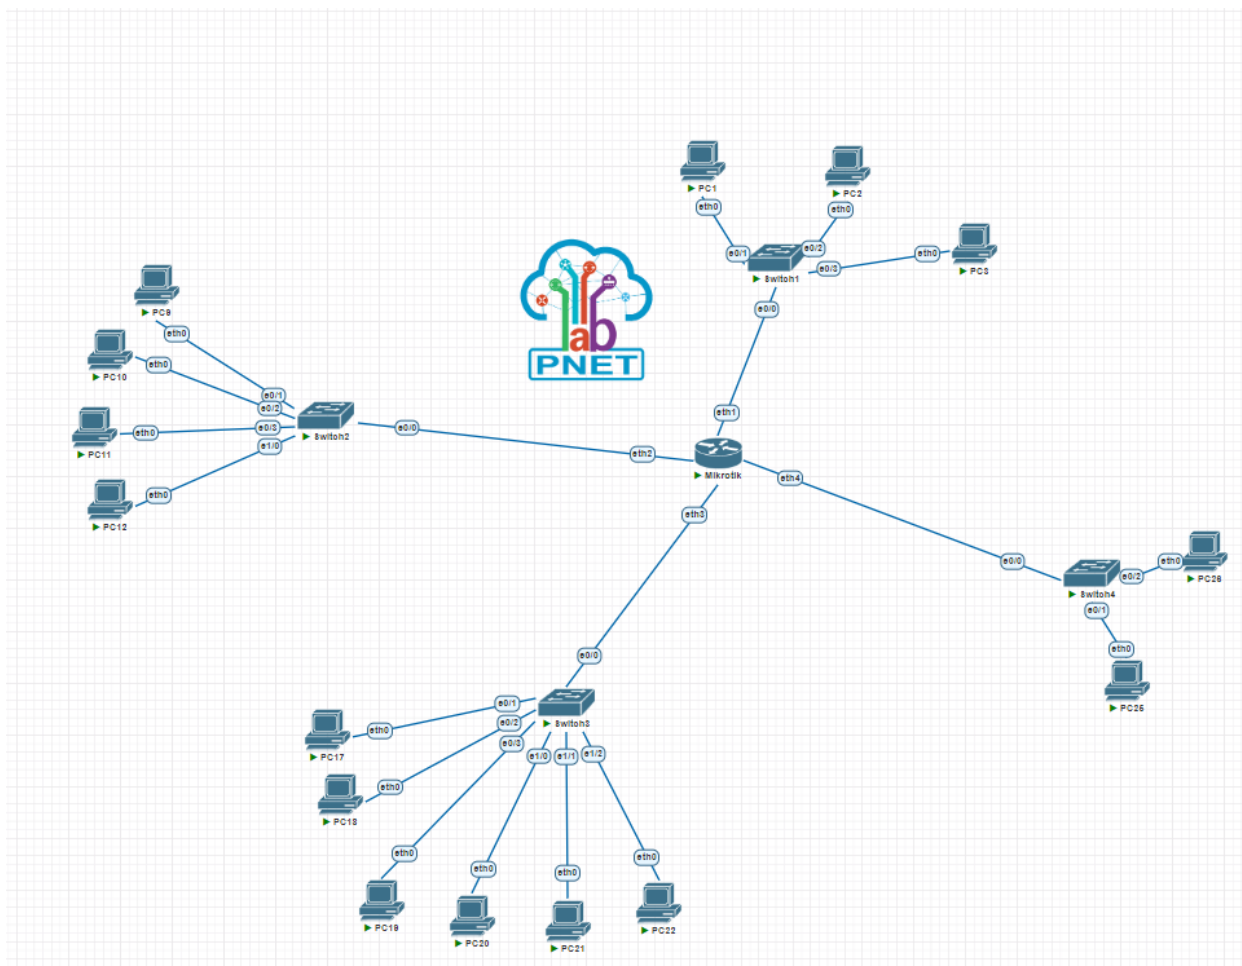 PC1
PC2
eth0
eth0
PC3
eth0
e0/1
e0/2
e0/3
Switch1
e0/0
eth1
lab
PNET
PC9
eth0
PC10
eth0
PC11
eth0
PC12
eth0
e0/1
e0/2
e0/3
e1/0
Switch2
e0/0
eth2
Mikrotik
eth4
eth3
e0/0
Switch4
e0/2
eth0
PC26
e0/1
eth0
PC25
e0/0
Switch3
e0/1
e0/2
e0/3
e1/0
e1/1
e1/2
eth0
PC17
eth0
PC18
eth0
PC19
eth0
PC20
eth0
PC21
eth0
PC22